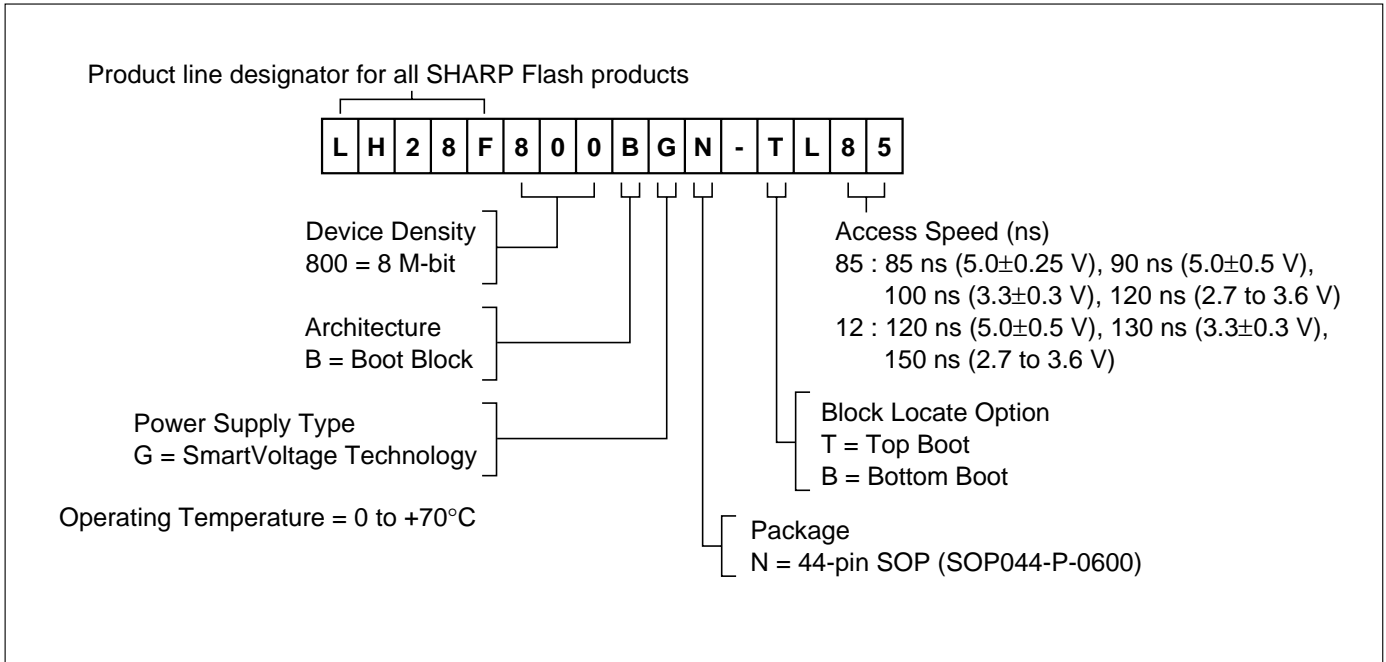 Product line designator for all SHARP Flash products
L H 2 8 F 8 0 0 B G N - T L 8 5
Device Density
800 = 8 M-bit
Architecture
B = Boot Block
Power Supply Type
G = SmartVoltage Technology
Operating Temperature = 0 to +70°C
Access Speed (ns)
85 : 85 ns (5.0±0.25 V), 90 ns (5.0±0.5 V),
100 ns (3.3±0.3 V), 120 ns (2.7 to 3.6 V)
12 : 120 ns (5.0±0.5 V), 130 ns (3.3±0.3 V),
150 ns (2.7 to 3.6 V)
Block Locate Option
T = Top Boot
B = Bottom Boot
Package
N = 44-pin SOP (SOP044-P-0600)